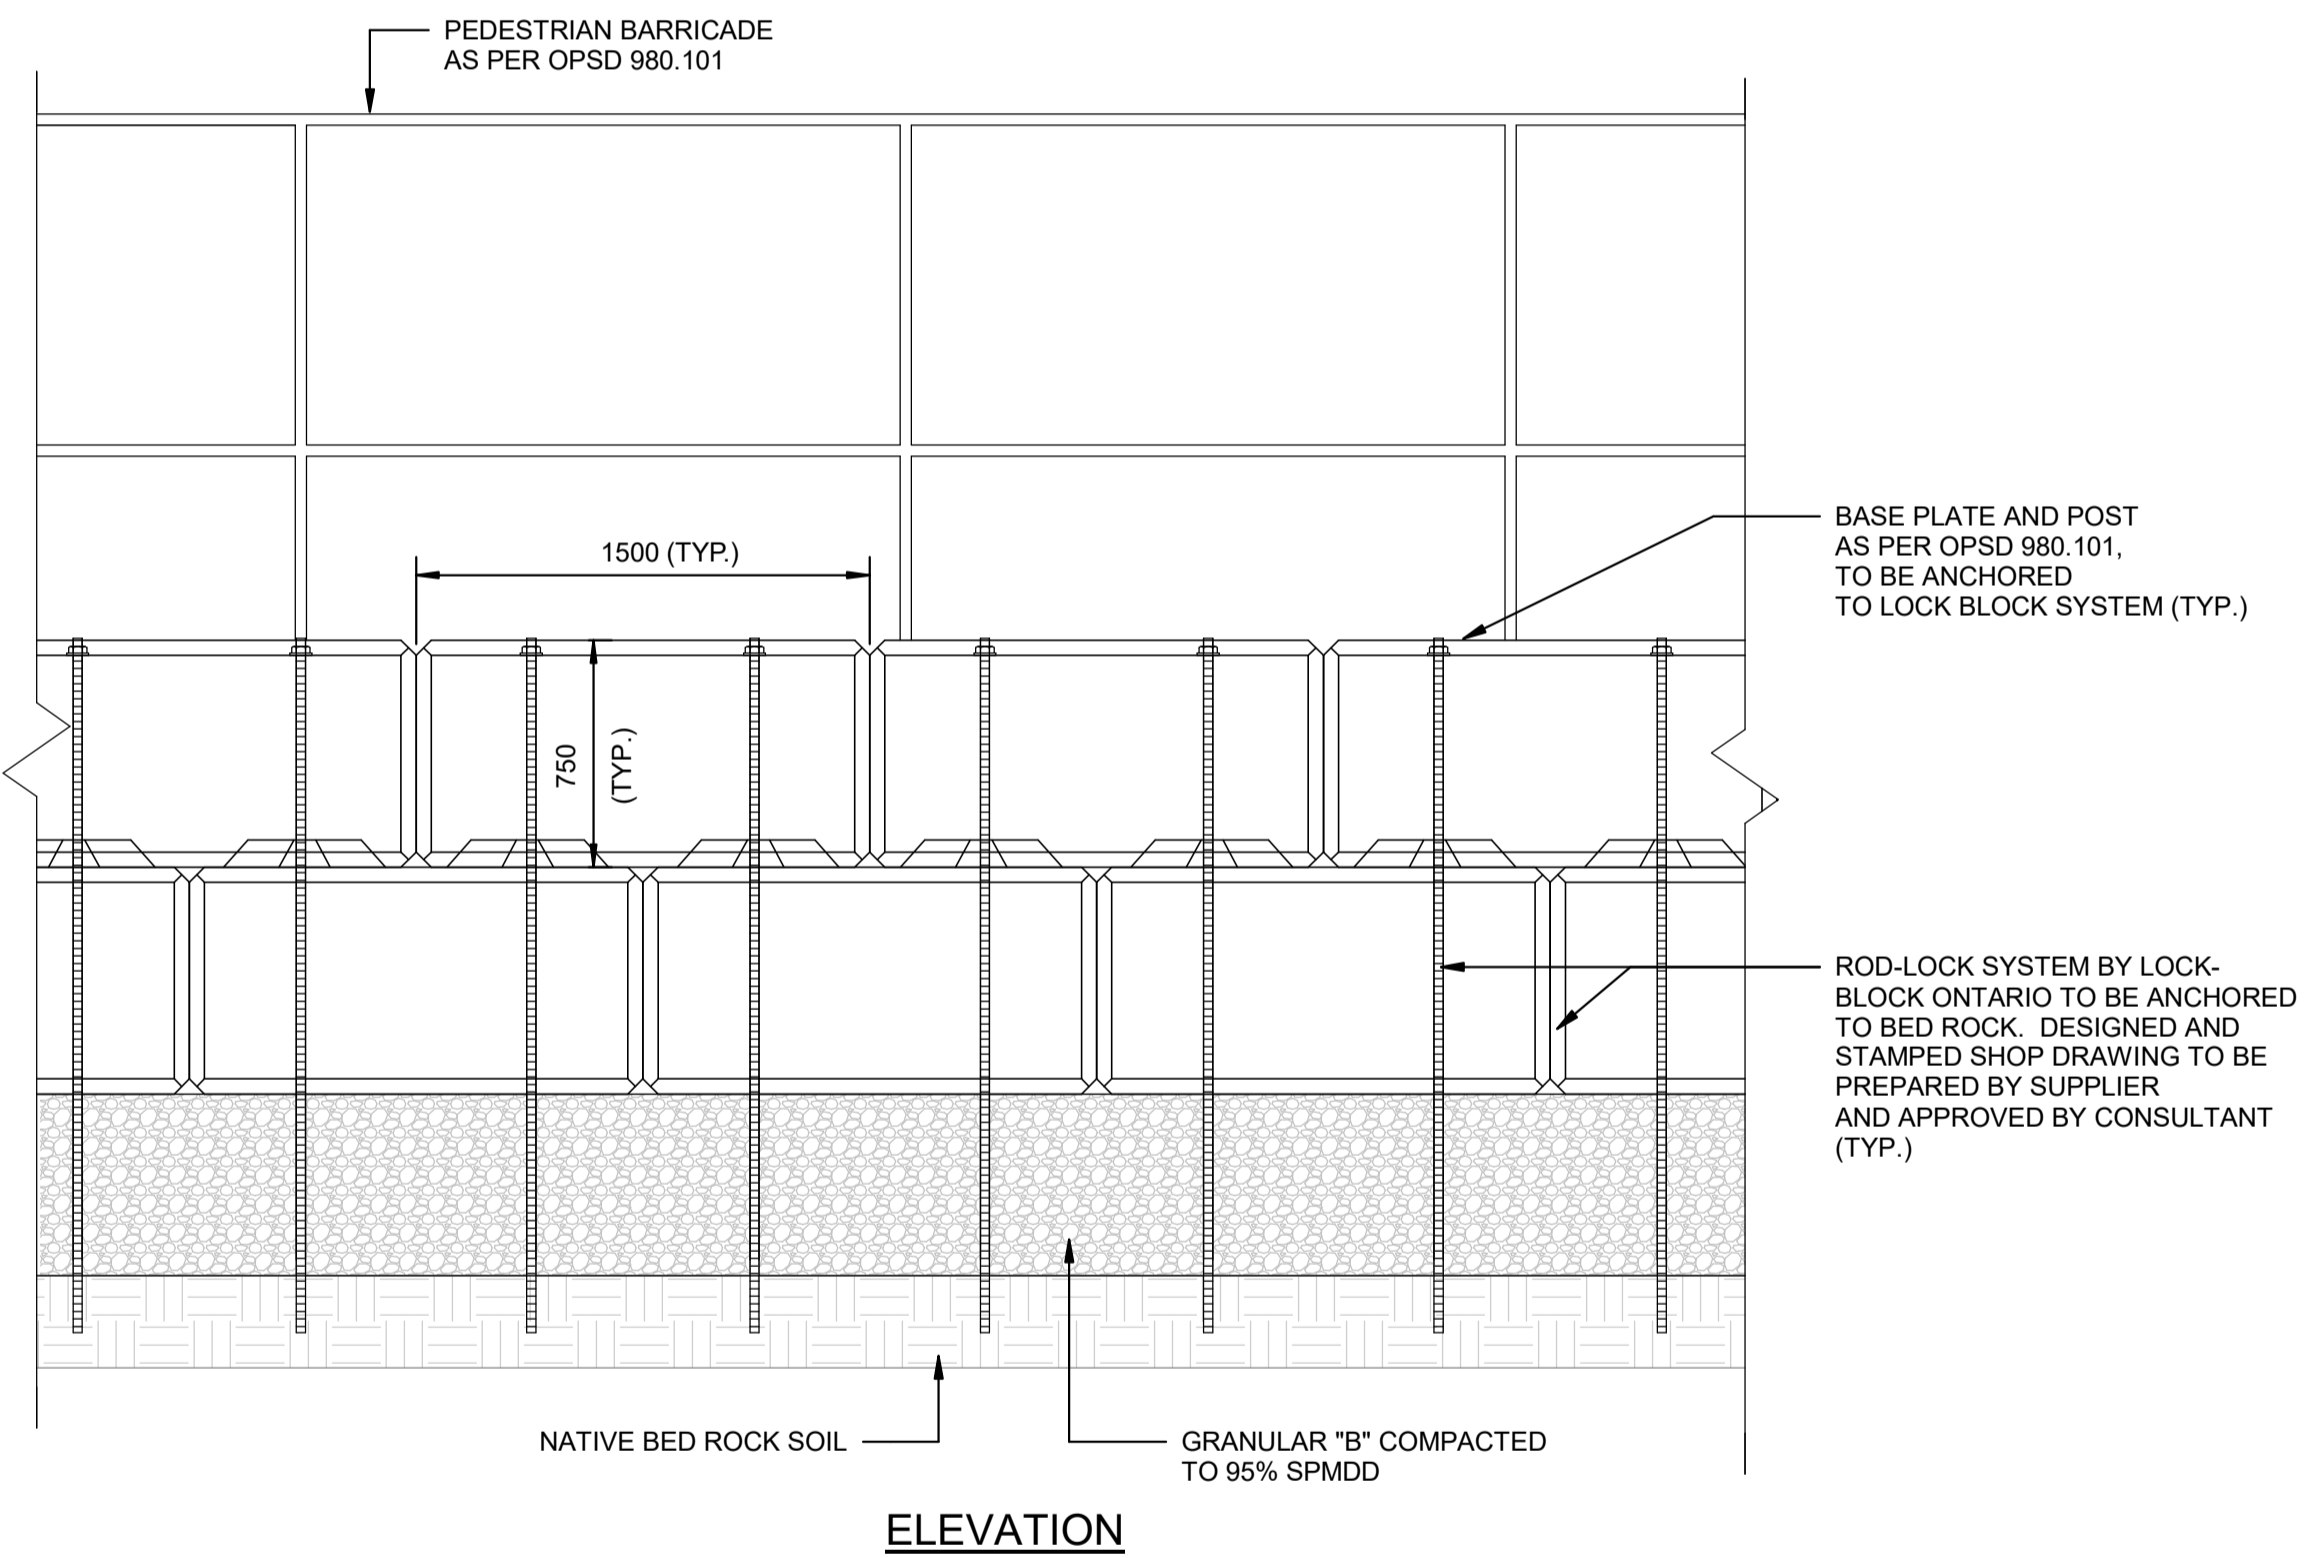 PEDESTRIAN BARRICADE
AS PER OPSD 980.101
1500 (TYP.)
BASE PLATE AND POST
AS PER OPSD 980.101,
TO BE ANCHORED
TO LOCK BLOCK SYSTEM (TYP.)
750
(TYP.)
ROD-LOCK SYSTEM BY LOCK-
BLOCK ONTARIO TO BE ANCHORED
TO BED ROCK. DESIGNED AND
STAMPED SHOP DRAWING TO BE
PREPARED BY SUPPLIER
AND APPROVED BY CONSULTANT
(TYP.)
NATIVE BED ROCK SOIL
GRANULAR "B" COMPACTED
TO 95% SPMDD
ELEVATION